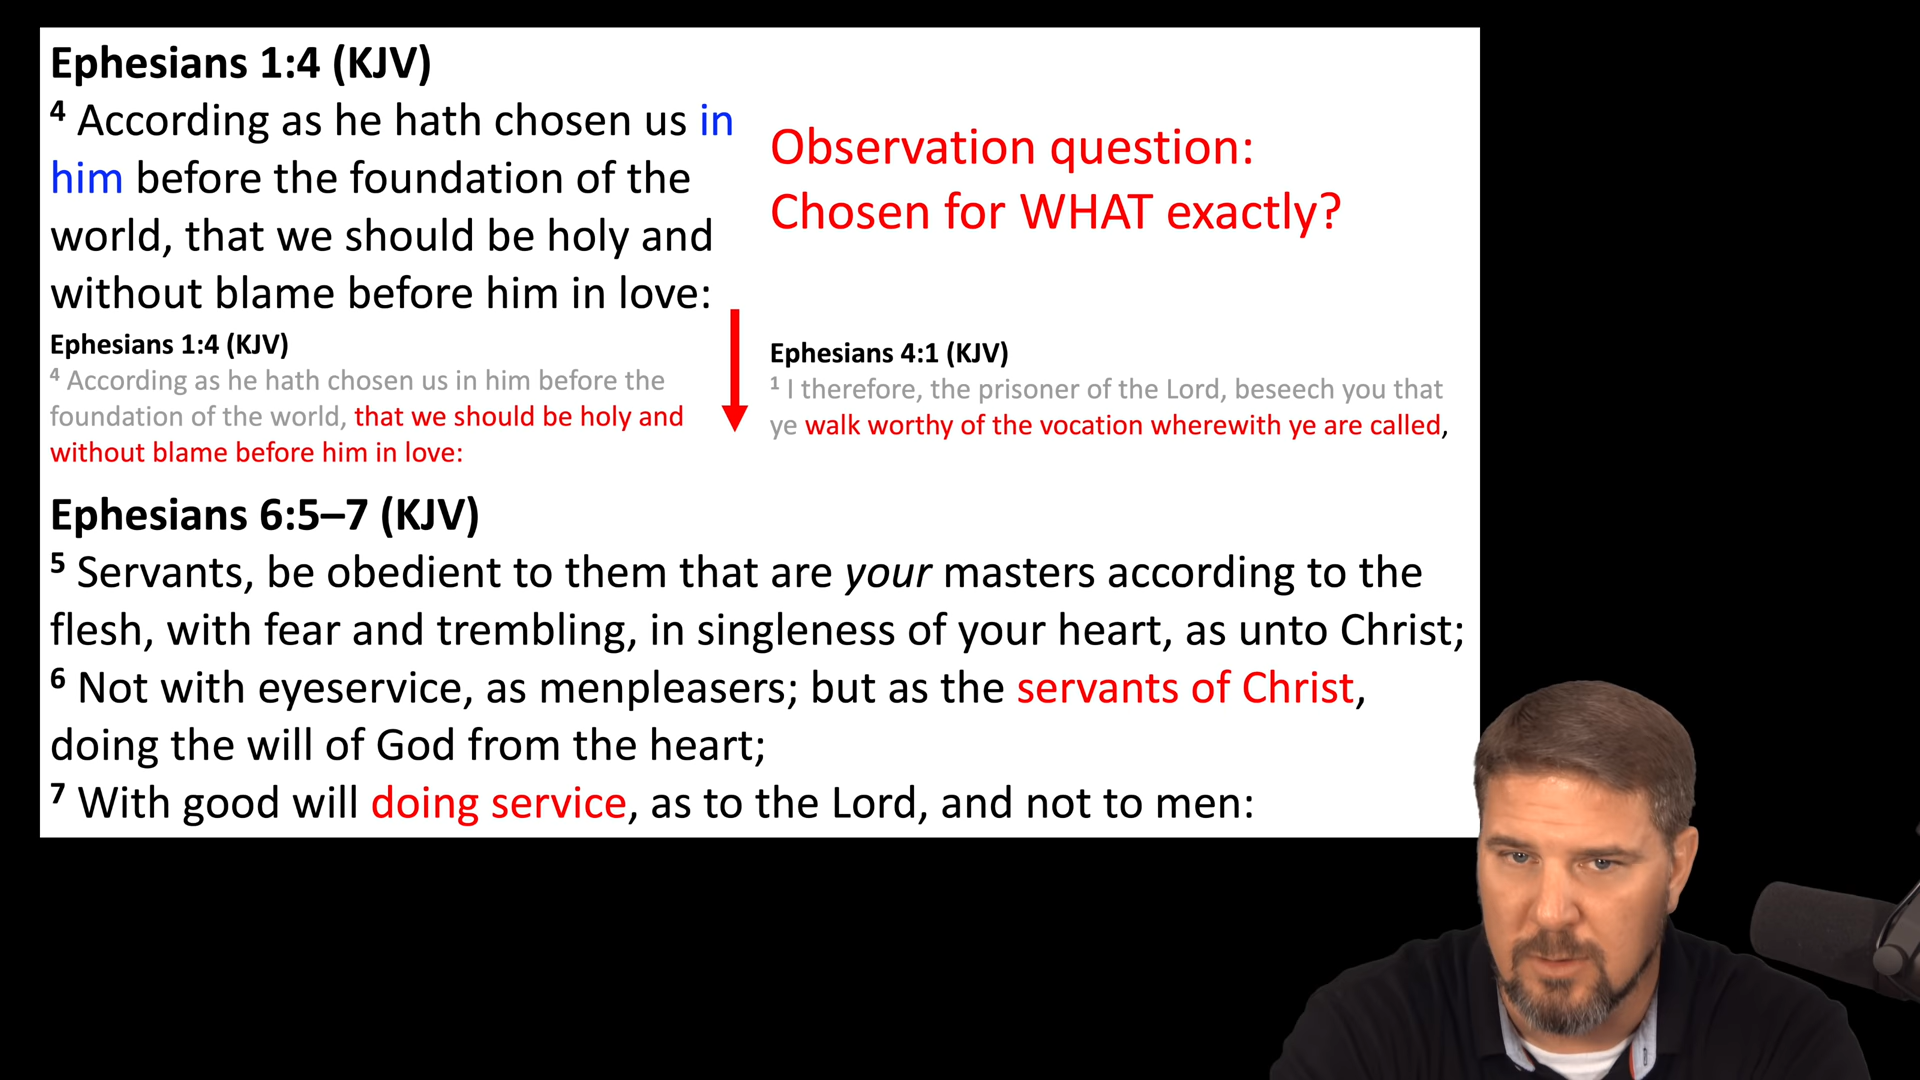 Ephesians 1:4 (KJV)
4 According as he hath chosen us in
him before the foundation of the
world, that we should be holy and
without blame before him in love:
Observation question:
Chosen for WHAT exactly?
Ephesians 1:4 (KJV)
4 According as he hath chosen us in him before the
foundation of the world, that we should be holy and
without blame before him in love:
Ephesians 4:1 (KJV)
1 I therefore, the prisoner of the Lord, beseech you that
ye walk worthy of the vocation wherewith ye are called,
Ephesians 6:5–7 (KJV)
5 Servants, be obedient to them that are your masters according to the
flesh, with fear and trembling, in singleness of your heart, as unto Christ;
6 Not with eyeservice, as menpleasers; but as the servants of Christ,
doing the will of God from the heart;
7 With good will doing service, as to the Lord, and not to men: